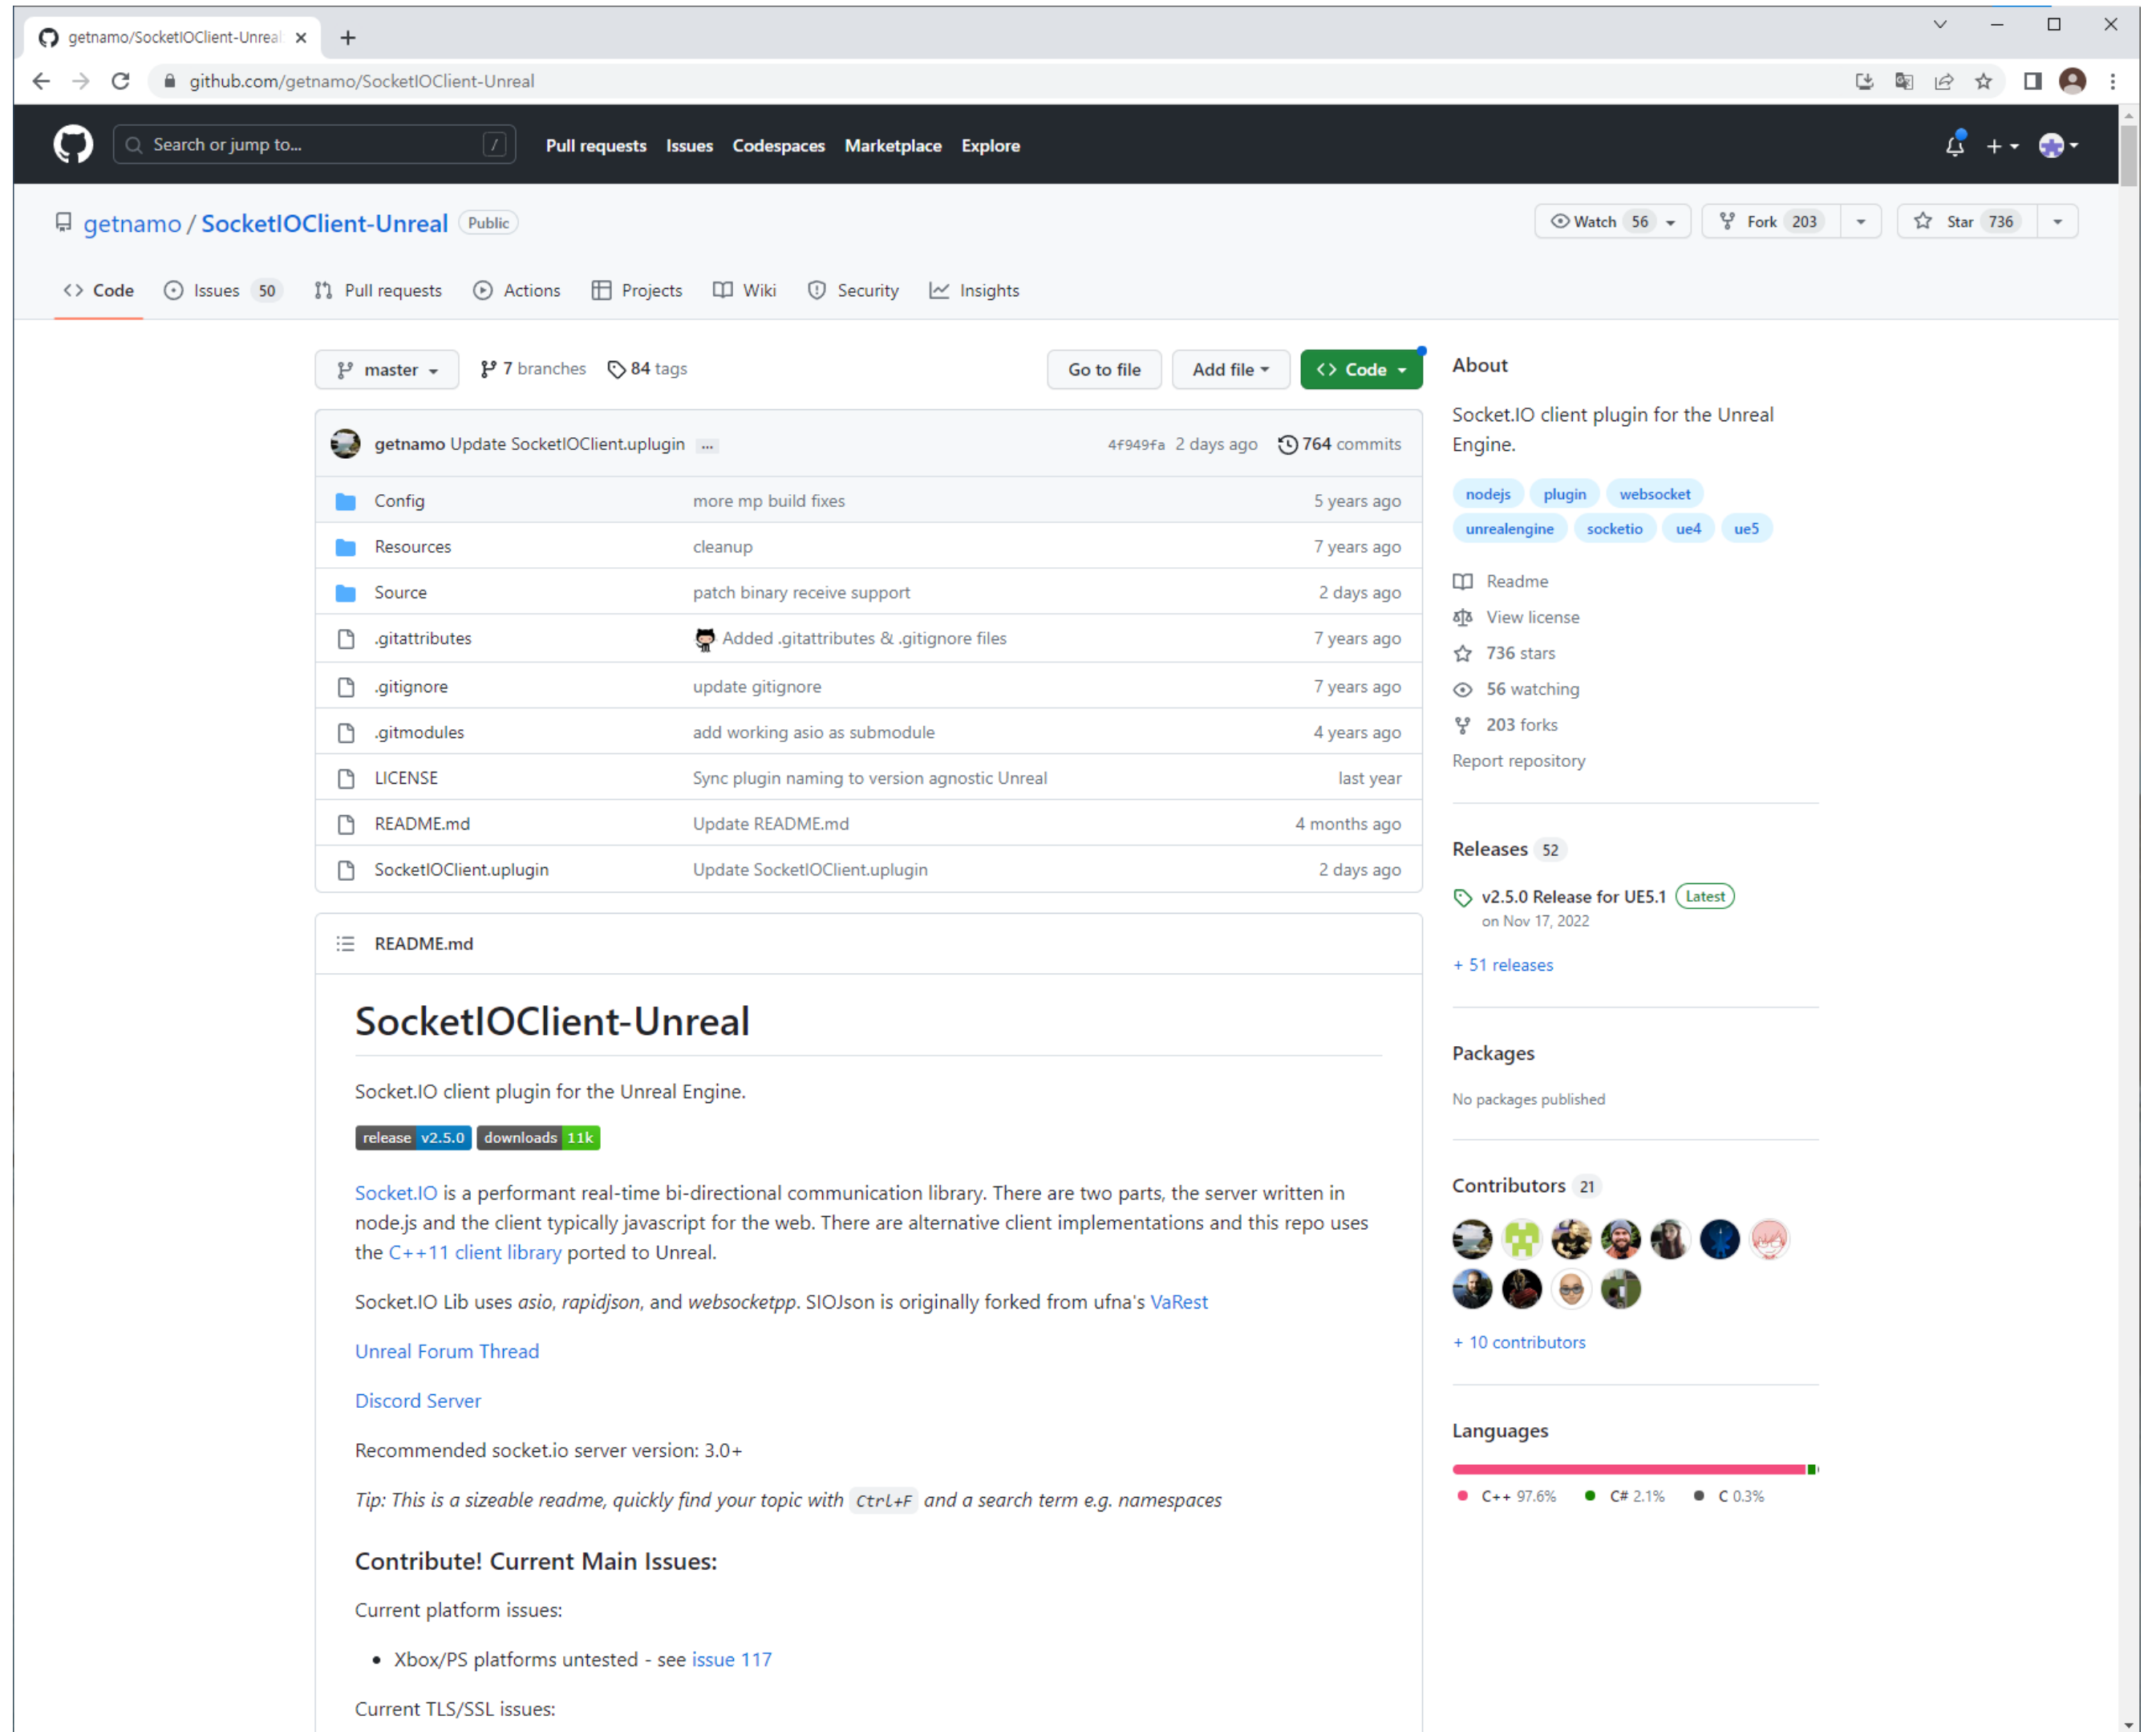 getnamo/SocketIOClient-Unreal
github.com/getnamo/SocketIOClient-Unreal
Search or jump to... /
Pull requests Issues Codespaces Marketplace Explore
getnamo / SocketIOClient-Unreal Public
Watch 56 Fork 203 Star 736
Code Issues 50 Pull requests Actions Projects Wiki Security Insights
master 7 branches 84 tags Go to file Add file Code
getnamo Update SocketIOClient.uplugin ... 4f949fa 2 days ago 764 commits
Config more mp build fixes 5 years ago
Resources cleanup 7 years ago
Source patch binary receive support 2 days ago
.gitattributes Added .gitattributes & .gitignore files 7 years ago
.gitignore update gitignore 7 years ago
.gitmodules add working asio as submodule 4 years ago
LICENSE Sync plugin naming to version agnostic Unreal last year
README.md Update README.md 4 months ago
SocketIOClient.uplugin Update SocketIOClient.uplugin 2 days ago
README.md
SocketIOClient-Unreal
Socket.IO client plugin for the Unreal Engine.
release v2.5.0 downloads 11k
Socket.IO is a performant real-time bi-directional communication library. There are two parts, the server written in
node.js and the client typically javascript for the web. There are alternative client implementations and this repo uses
the C++11 client library ported to Unreal.
Socket.IO Lib uses asio, rapidjson, and websocketpp. SIOJson is originally forked from ufna's VaRest
Unreal Forum Thread
Discord Server
Recommended socket.io server version: 3.0+
Tip: This is a sizeable readme, quickly find your topic with Ctrl+F and a search term e.g. namespaces
Contribute! Current Main Issues:
Current platform issues:
• Xbox/PS platforms untested - see issue 117
Current TLS/SSL issues:
About
Socket.IO client plugin for the Unreal
Engine.
nodejs plugin websocket
unrealengine socketio ue4 ue5
Readme
View license
736 stars
56 watching
203 forks
Report repository
Releases 52
v2.5.0 Release for UE5.1 Latest
on Nov 17, 2022
+ 51 releases
Packages
No packages published
Contributors 21
+ 10 contributors
Languages
C++ 97.6% C# 2.1% C 0.3%